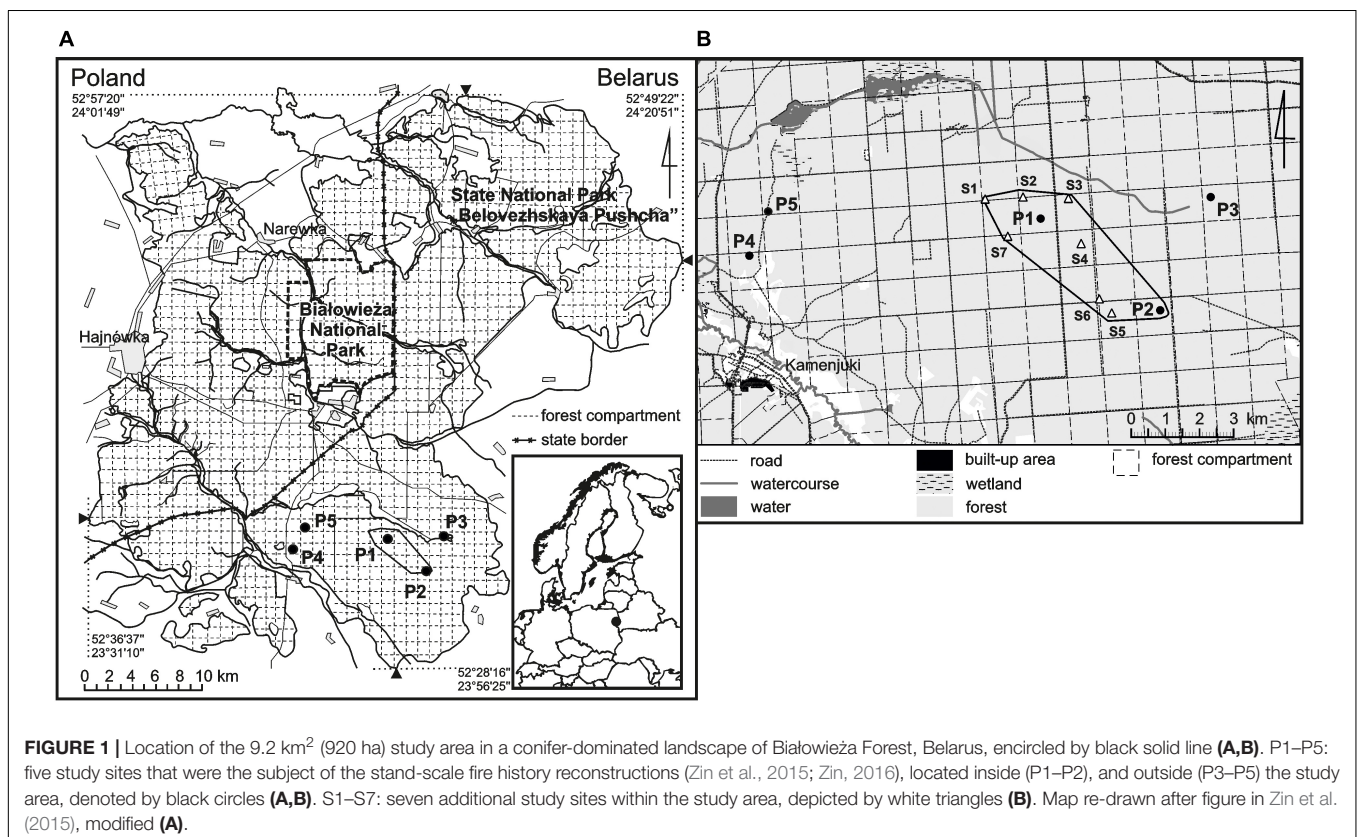 A
B
Poland
Belarus
52°57'20"
24°01'49"
52°49'22"
24°20'51"
State National Park
„Belovezhskaya Pushcha”
Narewka
Białowieża
National
Park
Hajnówka
forest compartment
state border
P5
P3
P4
P1
P2
52°36'37"
23°31'10"
52°28'16"
23°56'25"
0 2 4 6 8 10 km
S1
S2
S3
P5
P1
P3
P4
S7
S4
S6
P2
S5
Kamenjuki
0 1 2 3 km
road
built-up area
forest compartment
watercourse
wetland
water
forest
FIGURE 1 | Location of the 9.2 km² (920 ha) study area in a conifer-dominated landscape of Białowieża Forest, Belarus, encircled by black solid line (A,B). P1–P5:
five study sites that were the subject of the stand-scale fire history reconstructions (Zin et al., 2015; Zin, 2016), located inside (P1–P2), and outside (P3–P5) the study
area, denoted by black circles (A,B). S1–S7: seven additional study sites within the study area, depicted by white triangles (B). Map re-drawn after figure in Zin et al.
(2015), modified (A).